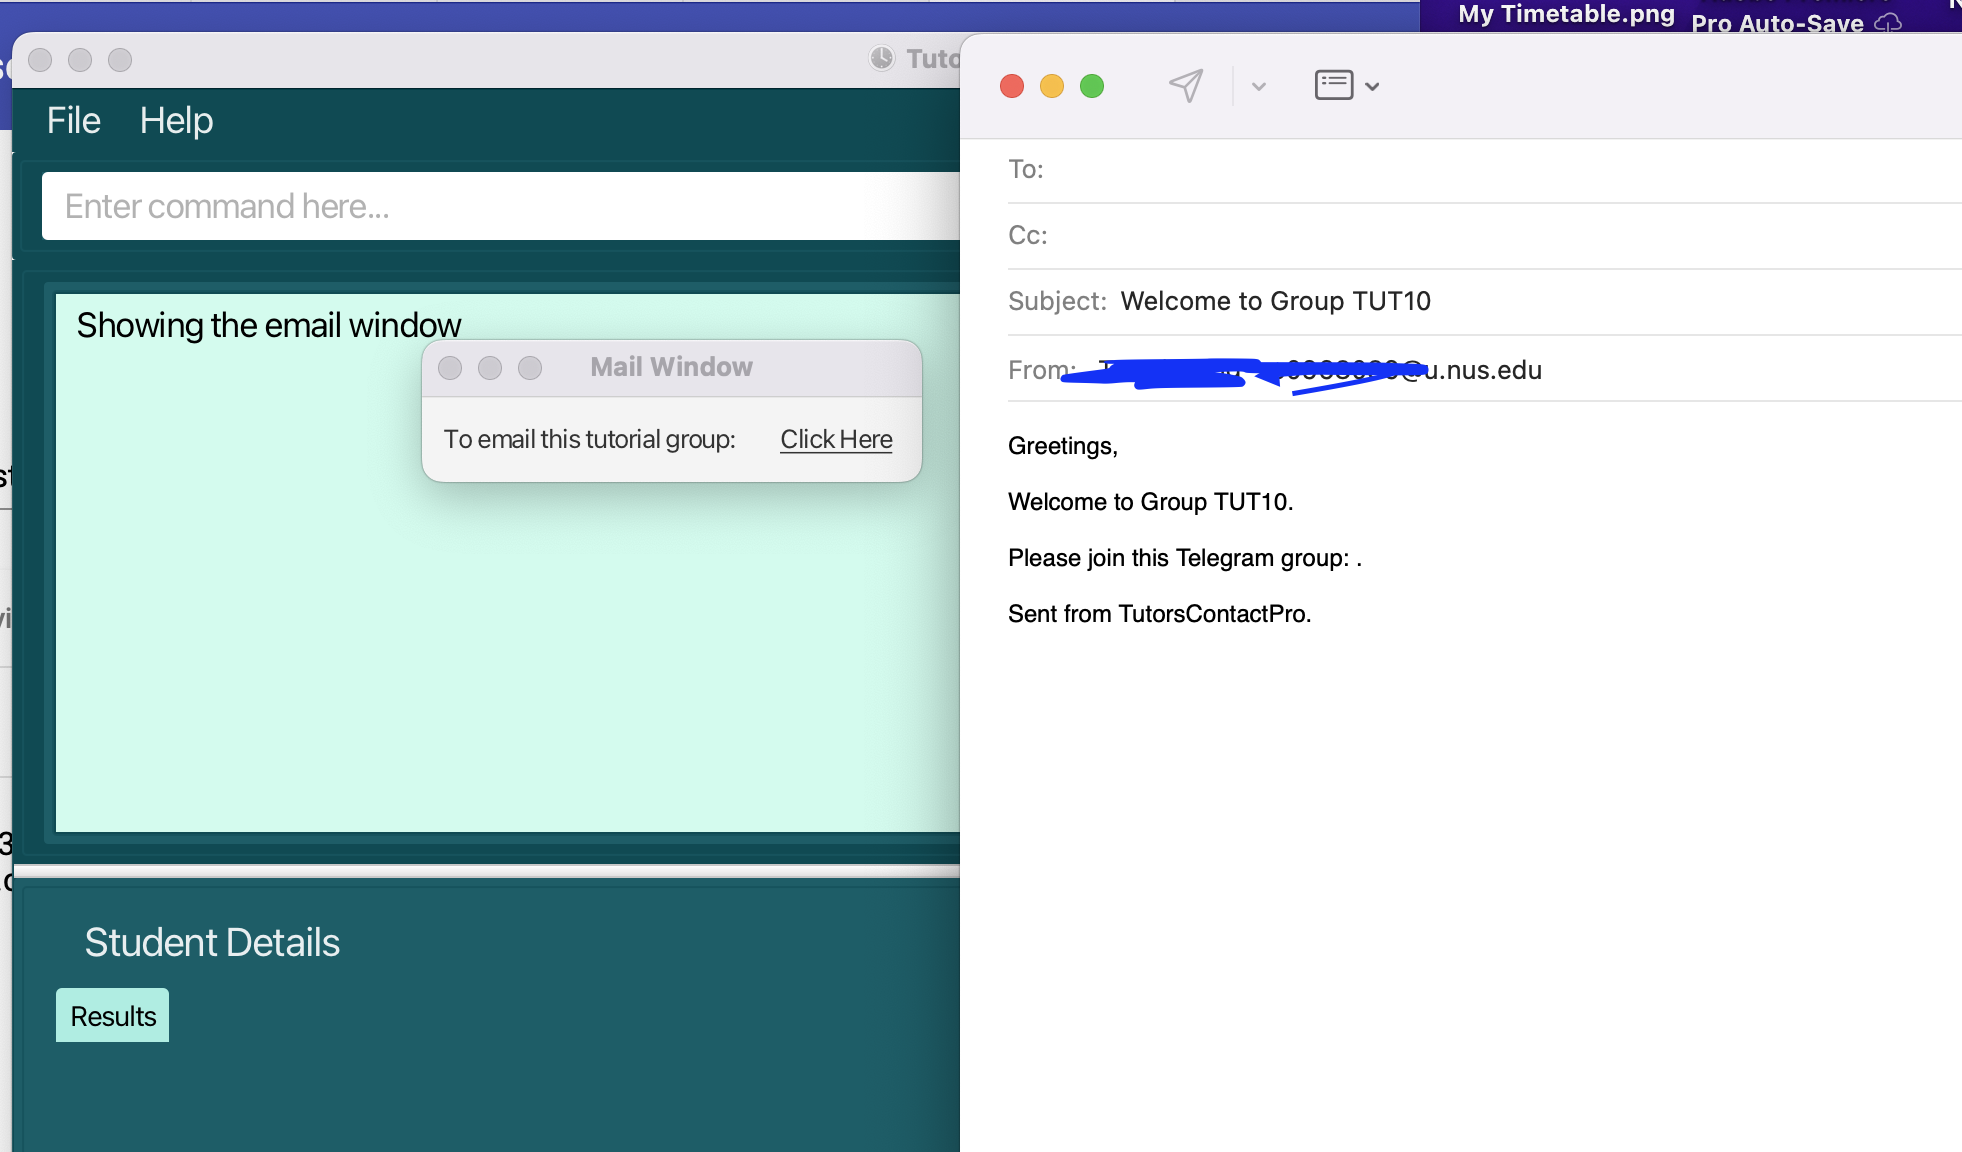 My Timetable.png
Pro Auto-Save
Tuto
File Help
Enter command here...
Showing the email window
Mail Window
To email this tutorial group: Click Here
Student Details
Results
To:
Cc:
Subject: Welcome to Group TUT10
From: @u.nus.edu
Greetings,
Welcome to Group TUT10.
Please join this Telegram group: .
Sent from TutorsContactPro.